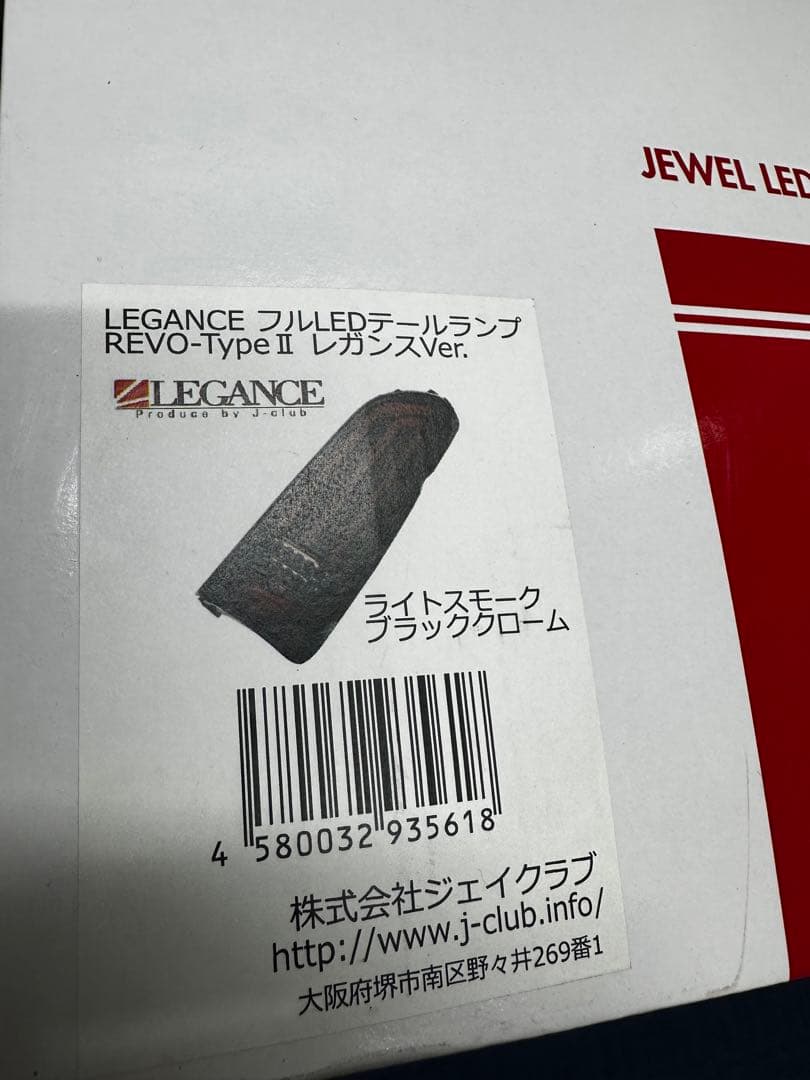 JEWEL LED
LEGANCE フルLEDテールランプ
REVO-TypeⅡ レガンスVer.
LEGANCE
Produce by J-club
ライトスモーク
ブラッククローム
4 580032 935618
株式会社ジェイクラブ
http://www.j-club.info/
大阪府堺市南区野々井269番1